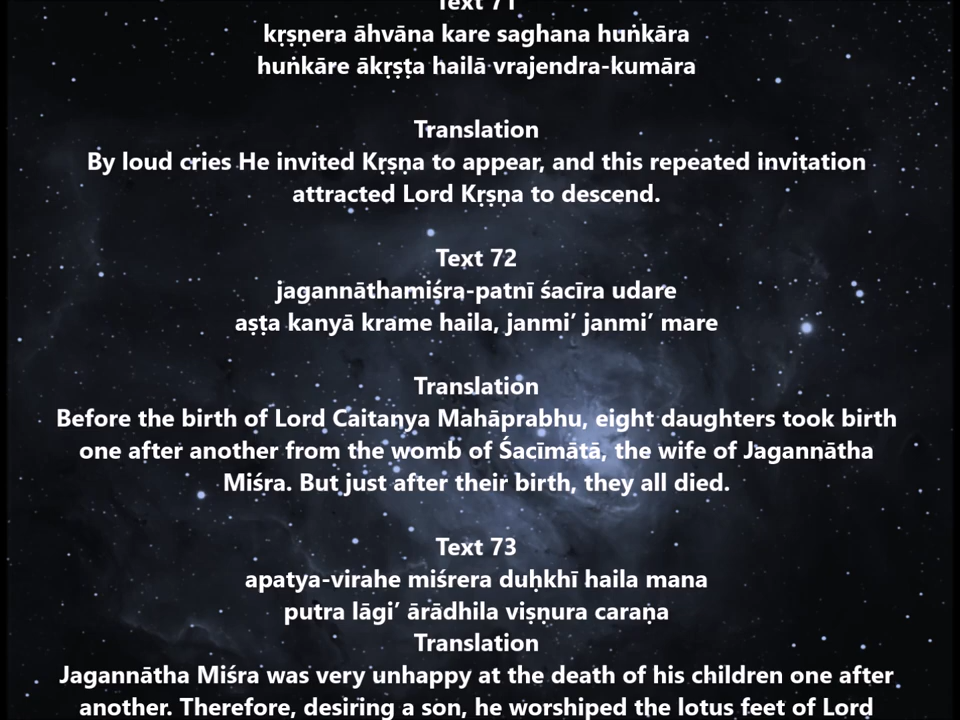 Text 71
kṛṣṇera āhvāna kare saghana huṅkāra
huṅkāre ākṛṣṭa hailā vrajendra-kumāra
Translation
By loud cries He invited Kṛṣṇa to appear, and this repeated invitation
attracted Lord Kṛṣṇa to descend.
Text 72
jagannāthamiśra-patnī śacīra udare
aṣṭa kanyā krame haila, janmi’ janmi’ mare
Translation
Before the birth of Lord Caitanya Mahāprabhu, eight daughters took birth
one after another from the womb of Śacīmātā, the wife of Jagannātha
Miśra. But just after their birth, they all died.
Text 73
apatya-virahe miśrera duḥkhī haila mana
putra lāgi’ ārādhila viṣṇura caraṇa
Translation
Jagannātha Miśra was very unhappy at the death of his children one after
another. Therefore, desiring a son, he worshiped the lotus feet of Lord